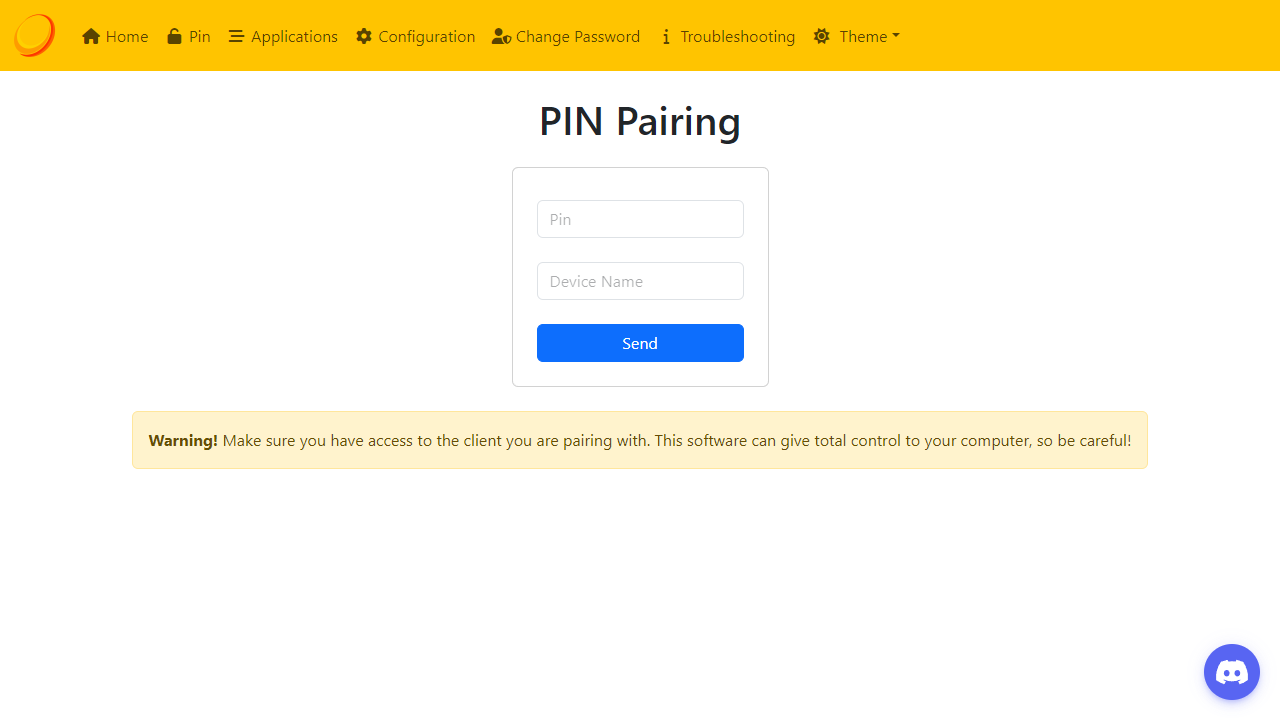 Home Pin Applications Configuration Change Password Troubleshooting Theme
PIN Pairing
Pin
Device Name
Send
Warning! Make sure you have access to the client you are pairing with. This software can give total control to your computer, so be careful!